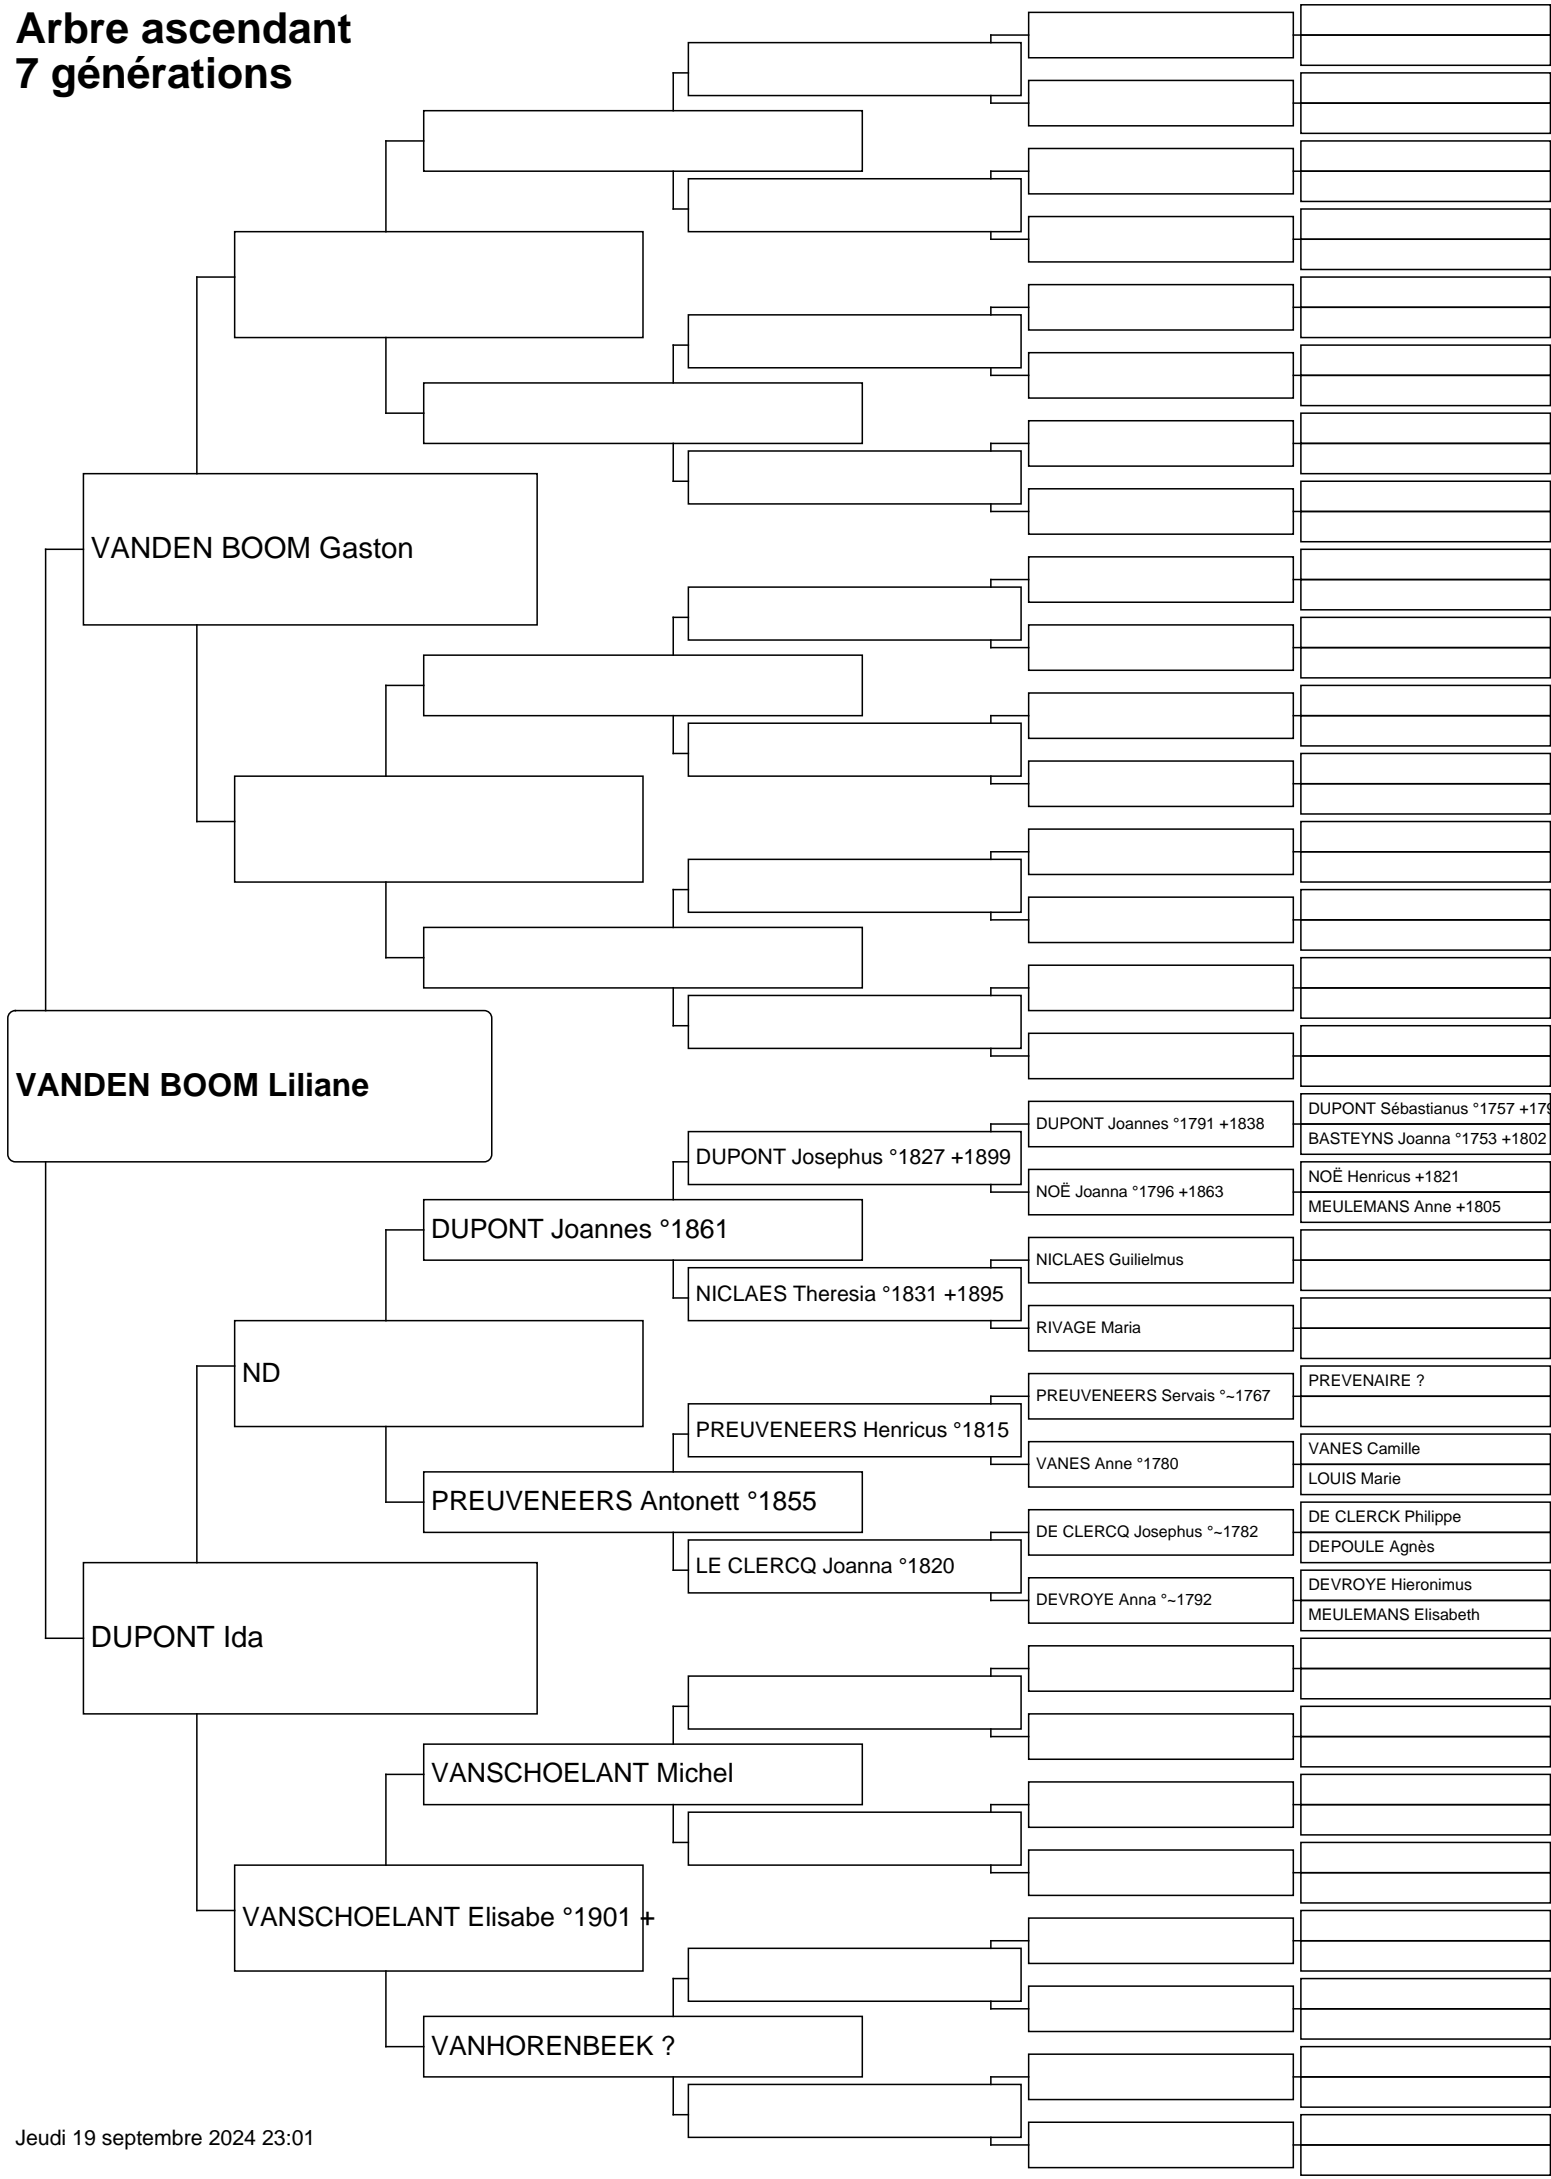 Arbre ascendant
7 générations
VANDEN BOOM Gaston
VANDEN BOOM Liliane
DUPONT Sébastianus °1757
DUPONT Joannes °1791 +1838
BASTEYNS Joanna °1753 +1802
DUPONT Josephus °1827 +1899
NOË Henricus +1821
NOË Joanna °1796 +1863
MEULEMANS Anne +1805
DUPONT Joannes °1861
NICLAES Guilielmus
NICLAES Theresia °1831 +1895
RIVAGE Maria
ND
PREVENAIRE ?
PREUVENEERS Servais °~1767
PREUVENEERS Henricus °1815
VANES Camille
VANES Anne °1780
LOUIS Marie
PREUVENEERS Antonett °1855
DE CLERCK Philippe
DE CLERCQ Josephus °~1782
DEPOULE Agnès
LE CLERCQ Joanna °1820
DEVROYE Hieronimus
DEVROYE Anna °~1792
MEULEMANS Elisabeth
DUPONT Ida
VANSCHOELANT Michel
VANSCHOELANT Elisabe °1901 +
VANHORENBEEK ?
Jeudi 19 septembre 2024 23:01